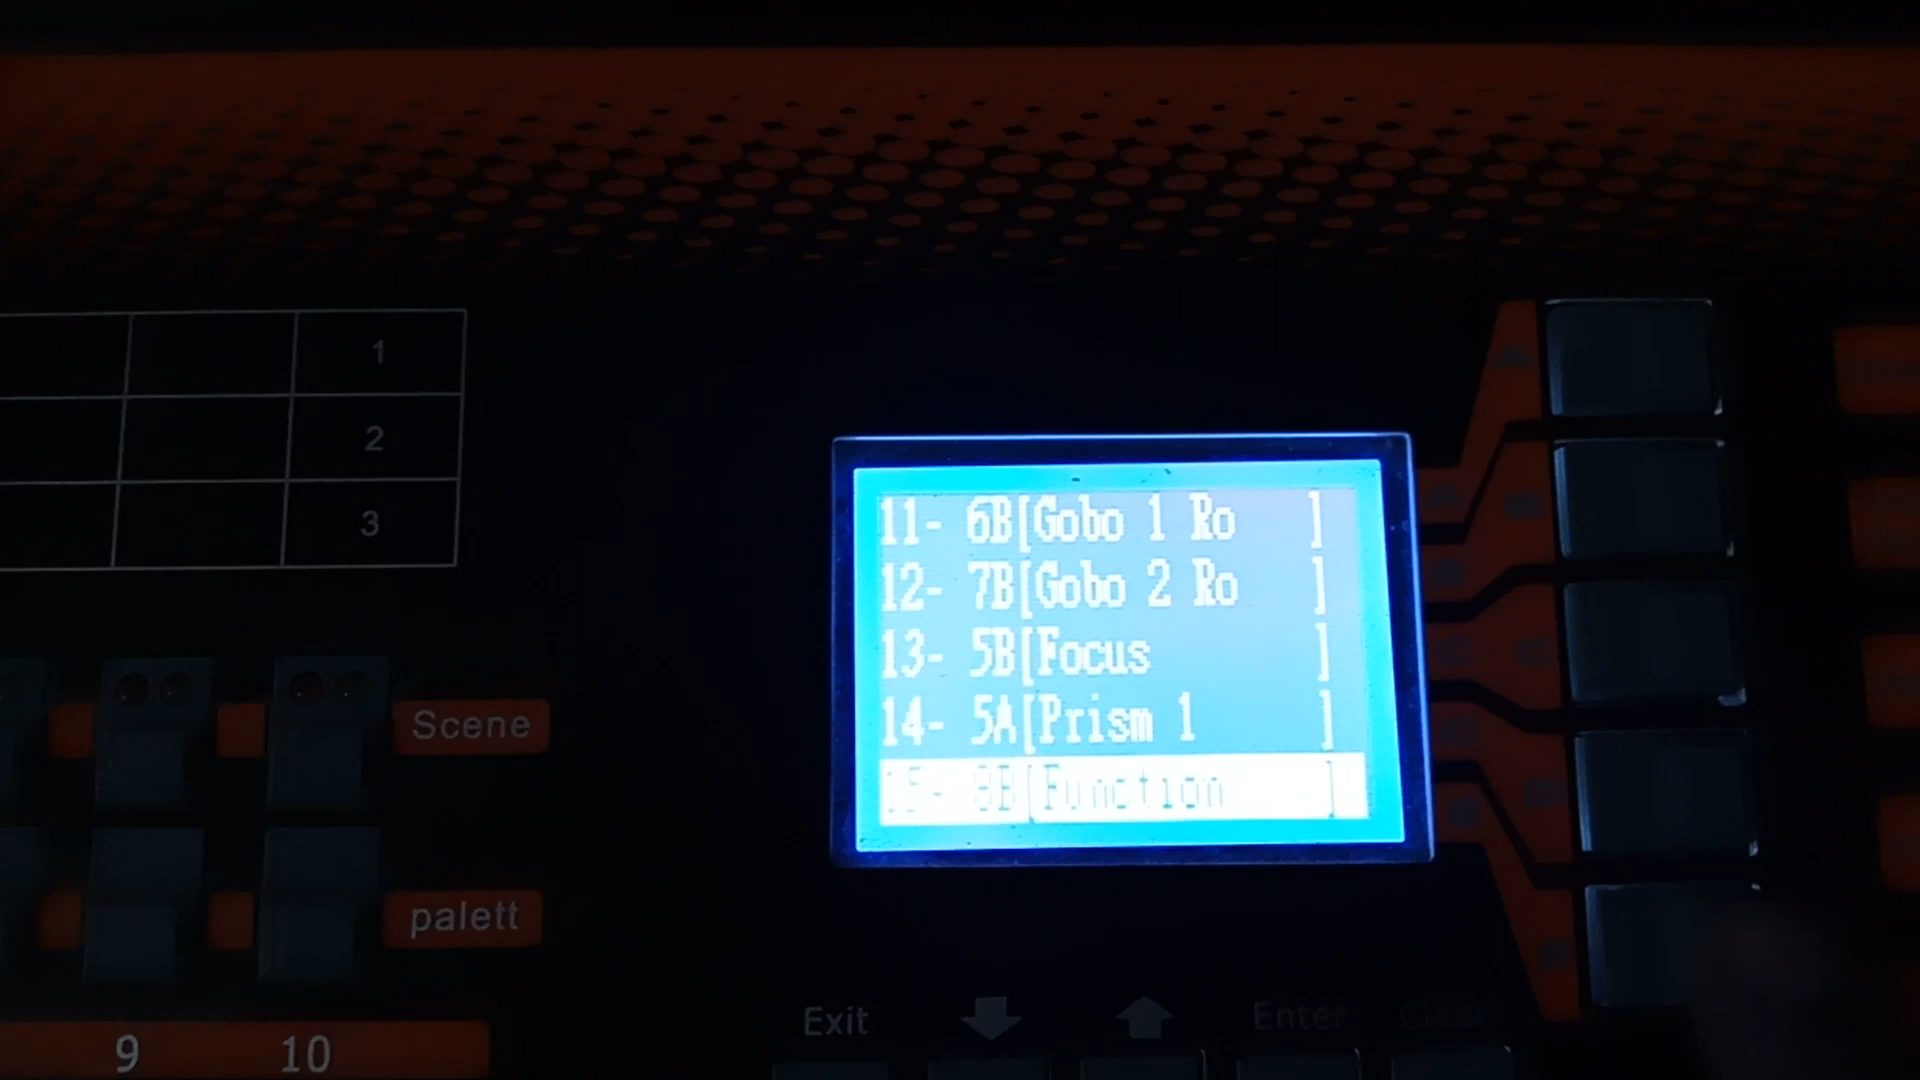 1
2
3
11- 6B[Gobo 1 Ro ]
12- 7B[Gobo 2 Ro ]
13- 5B[Focus ]
14- 5A[Prism 1 ]
15- 8B[Function ]
Scene
palett
Exit
Enter
Clear
9
10